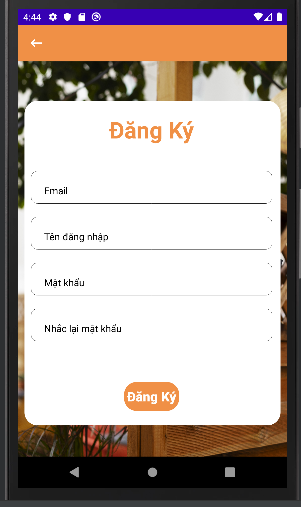 4:44
Đăng Ký
Email
Tên đăng nhập
Mật khẩu
Nhắc lại mật khẩu
Đăng Ký